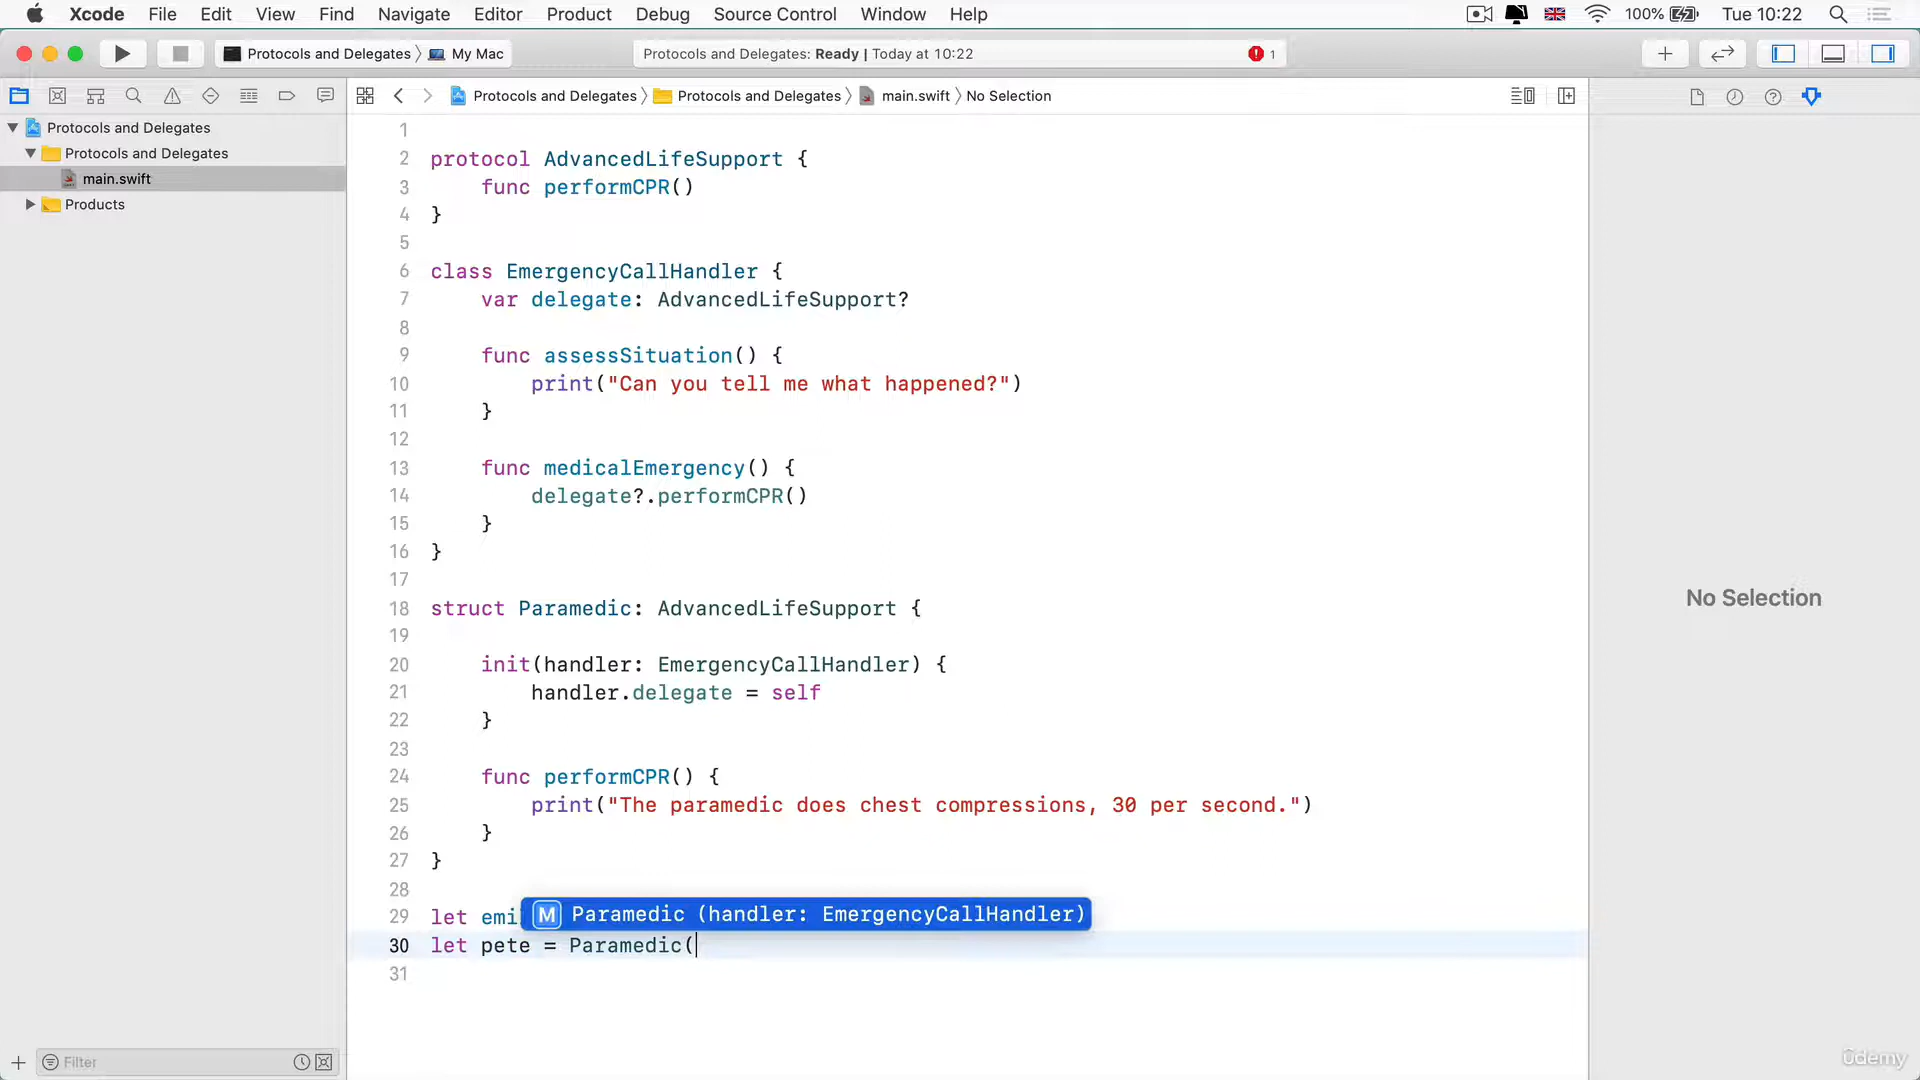 Xcode File Edit View Find Navigate Editor Product Debug Source Control Window Help 100% Tue 10:22
Protocols and Delegates My Mac Protocols and Delegates: Ready | Today at 10:22 1
Protocols and Delegates Protocols and Delegates main.swift No Selection
Protocols and Delegates
Protocols and Delegates
main.swift
Products
Filter
1
2 protocol AdvancedLifeSupport {
3 func performCPR()
4 }
5
6 class EmergencyCallHandler {
7 var delegate: AdvancedLifeSupport?
8
9 func assessSituation() {
10 print("Can you tell me what happened?")
11 }
12
13 func medicalEmergency() {
14 delegate?.performCPR()
15 }
16 }
17
18 struct Paramedic: AdvancedLifeSupport {
19
20 init(handler: EmergencyCallHandler) {
21 handler.delegate = self
22 }
23
24 func performCPR() {
25 print("The paramedic does chest compressions, 30 per second.")
26 }
27 }
28
29 let emi
M Paramedic (handler: EmergencyCallHandler)
30 let pete = Paramedic(
31
No Selection
ûdemy